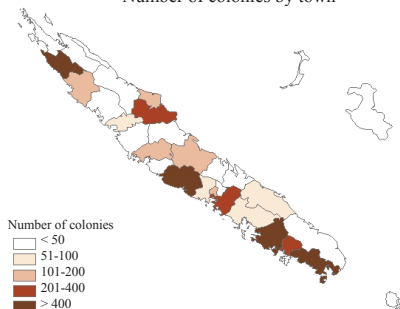 Number of colonies by town
Number of colonies
< 50
51-100
101-200
201-400
> 400